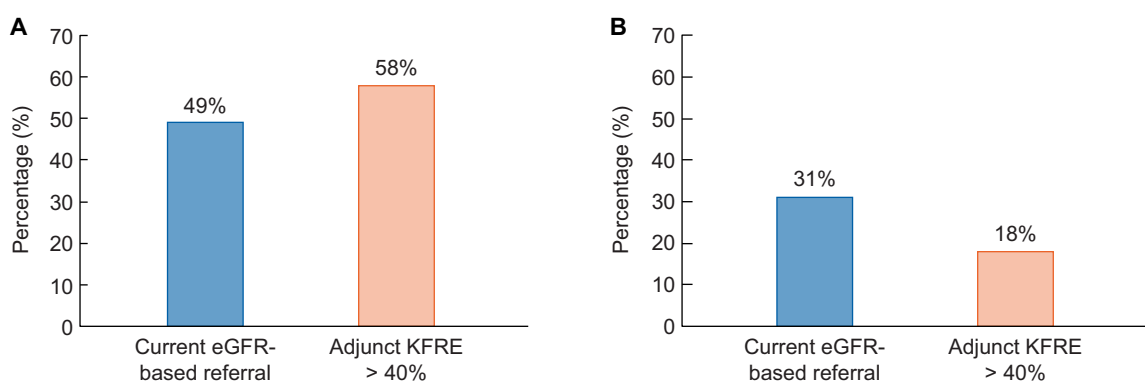 A
Percentage (%)
70
60
50
40
30
20
10
0
49%
58%
Current eGFR-
based referral
Adjunct KFRE
> 40%
B
Percentage (%)
70
60
50
40
30
20
10
0
31%
18%
Current eGFR-
based referral
Adjunct KFRE
> 40%